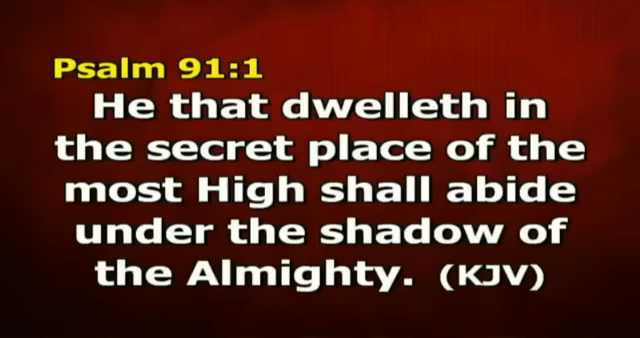 Psalm 91:1
He that dwelleth in
the secret place of the
most High shall abide
under the shadow of
the Almighty. (KJV)